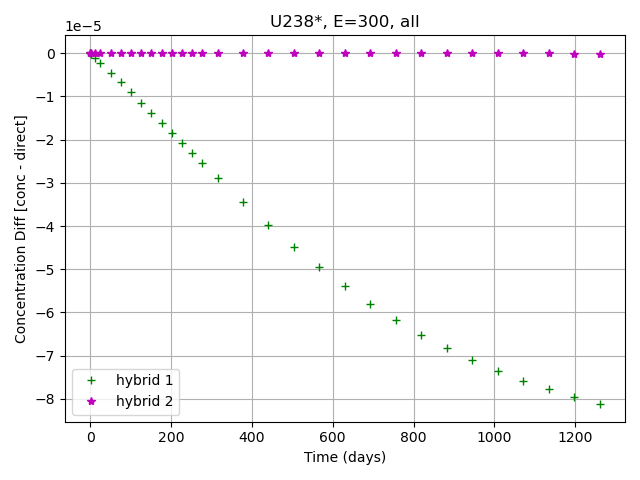 U238*, E=300, all
1e−5
0
−1
−2
−3
−4
−5
−6
−7
−8
Concentration Diff [conc - direct]
hybrid 1
hybrid 2
0 200 400 600 800 1000 1200
Time (days)